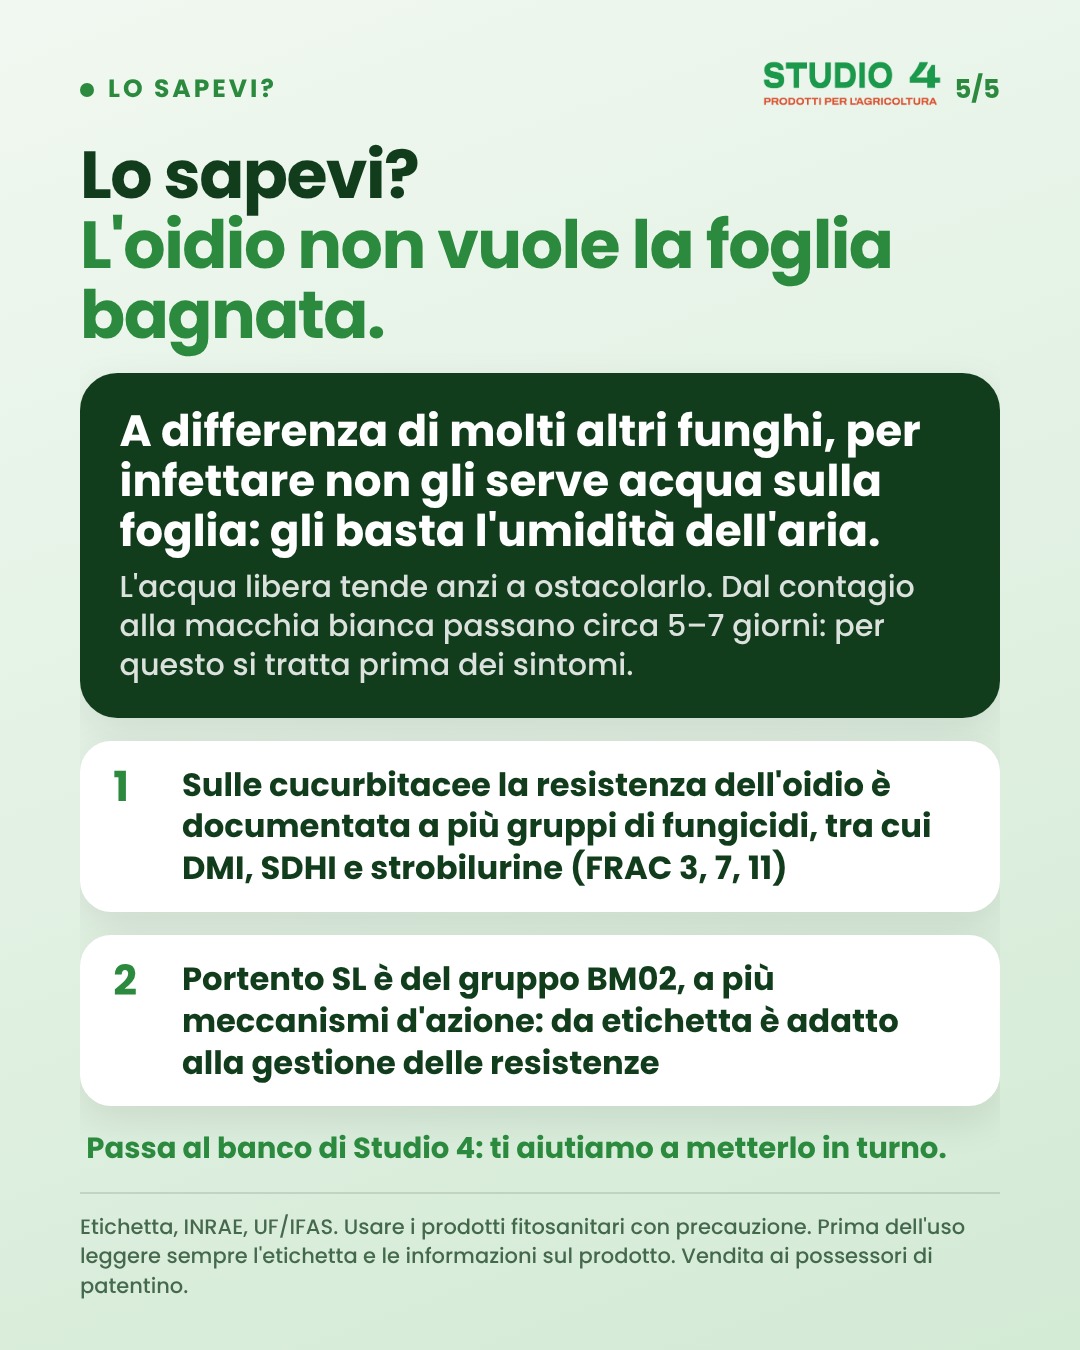 LO SAPEVI?
STUDIO 4
PRODOTTI PER L'AGRICOLTURA
5/5
Lo sapevi?
L'oidio non vuole la foglia
bagnata.
A differenza di molti altri funghi, per
infettare non gli serve acqua sulla
foglia: gli basta l'umidità dell'aria.
L'acqua libera tende anzi a ostacolarlo. Dal contagio
alla macchia bianca passano circa 5–7 giorni: per
questo si tratta prima dei sintomi.
1
Sulle cucurbitacee la resistenza dell'oidio è
documentata a più gruppi di fungicidi, tra cui
DMI, SDHI e strobilurine (FRAC 3, 7, 11)
2
Portento SL è del gruppo BM02, a più
meccanismi d'azione: da etichetta è adatto
alla gestione delle resistenze
Passa al banco di Studio 4: ti aiutiamo a metterlo in turno.
Etichetta, INRAE, UF/IFAS. Usare i prodotti fitosanitari con precauzione. Prima dell'uso
leggere sempre l'etichetta e le informazioni sul prodotto. Vendita ai possessori di
patentino.